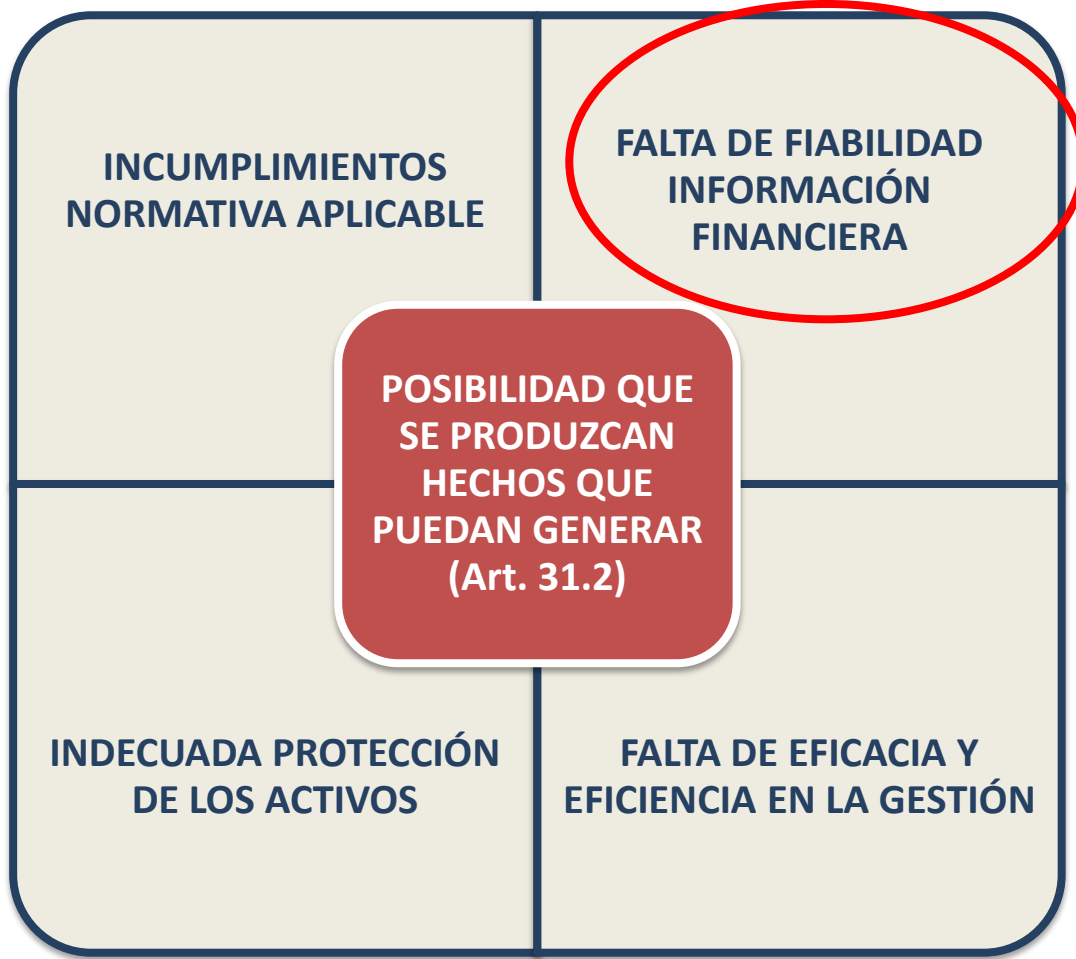 INCUMPLIMIENTOS
NORMATIVA APLICABLE
FALTA DE FIABILIDAD
INFORMACIÓN
FINANCIERA
POSIBILIDAD QUE
SE PRODUZCAN
HECHOS QUE
PUEDAN GENERAR
(Art. 31.2)
INDECUADA PROTECCIÓN
DE LOS ACTIVOS
FALTA DE EFICACIA Y
EFICIENCIA EN LA GESTIÓN